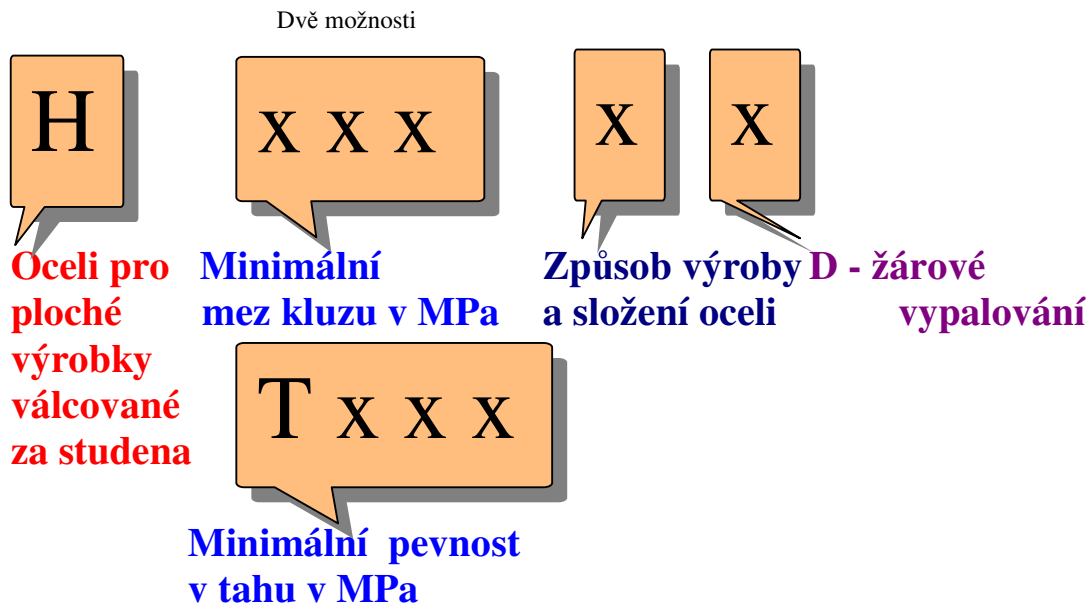 Dvě možnosti
H
x x x
x
x
Oceli pro
ploché
výrobky
válcované
za studena
Minimální
mez kluzu v MPa
Způsob výroby
a složení oceli
D - žárové
vypalování
T x x x
Minimální pevnost
v tahu v MPa